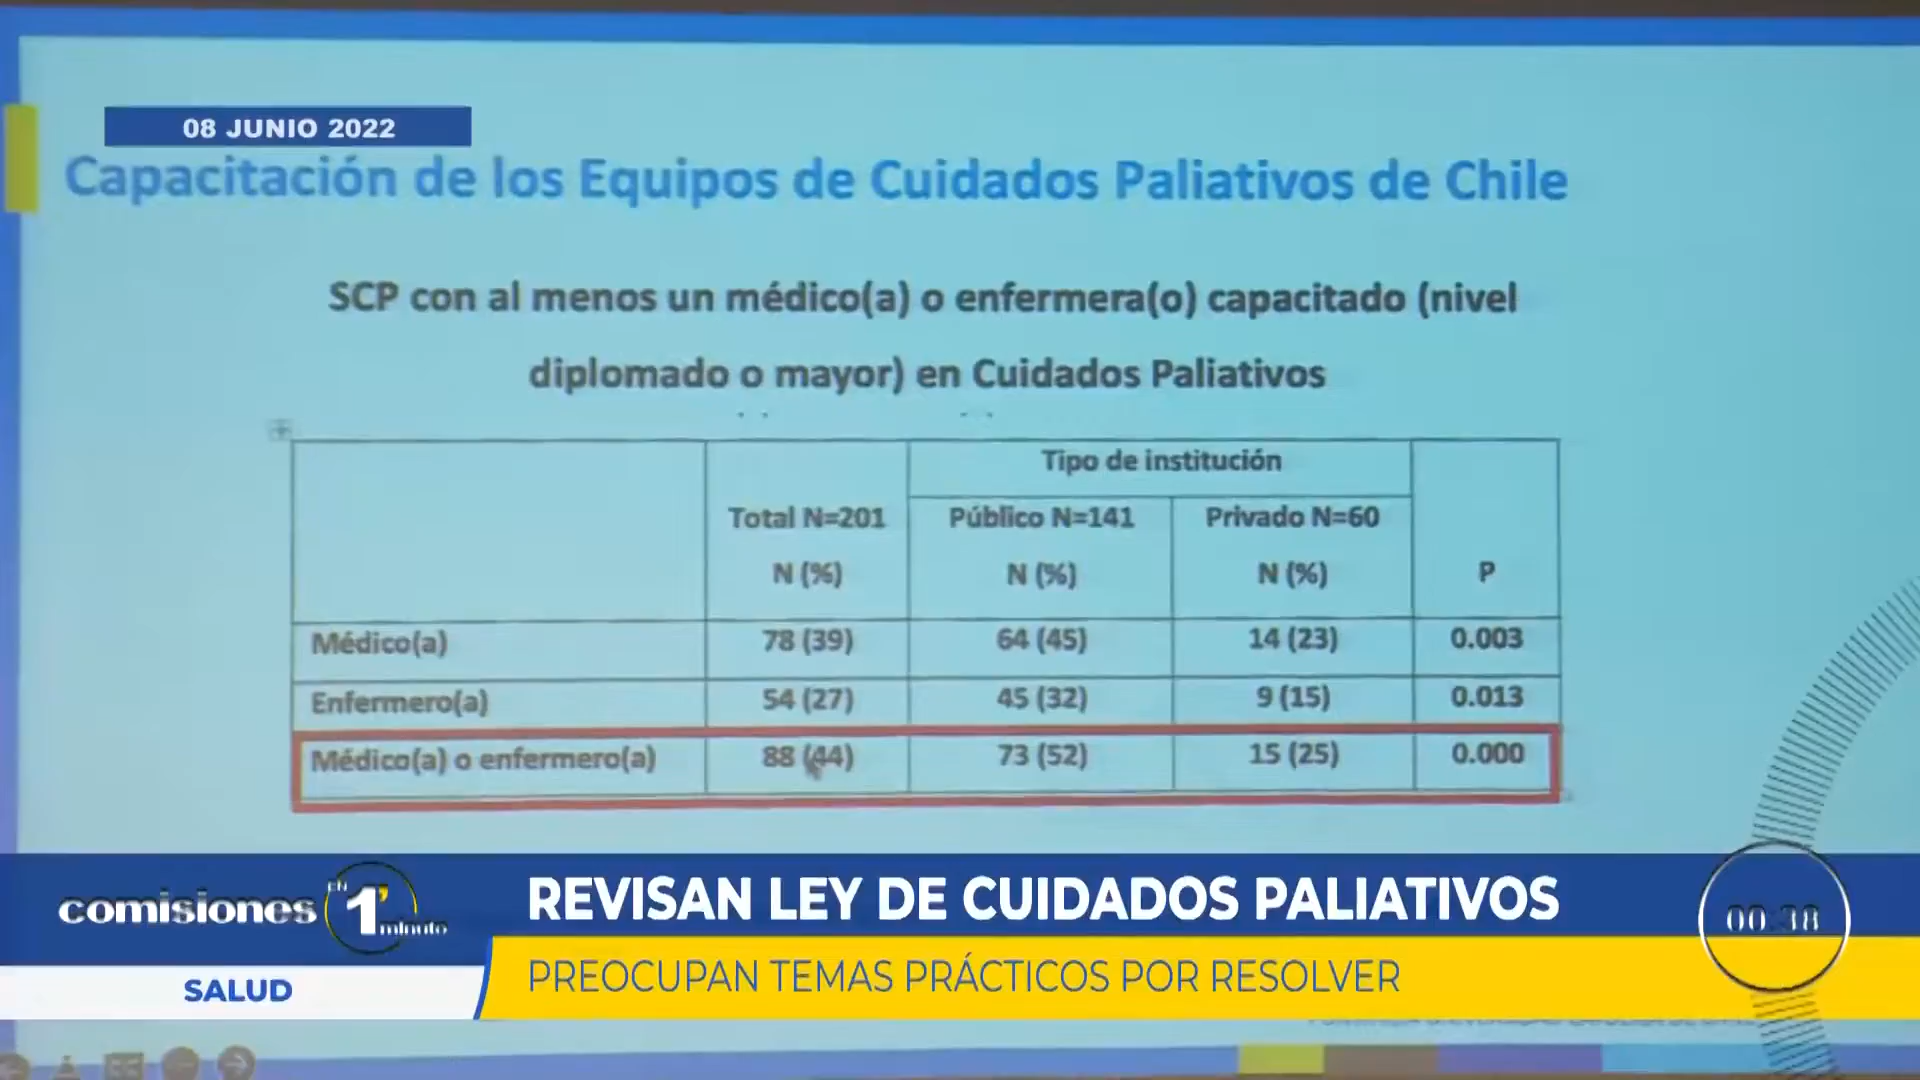 08 JUNIO 2022
Capacitación de los Equipos de Cuidados Paliativos de Chile
SCP con al menos un médico(a) o enfermera(o) capacitado (nivel
diplomado o mayor) en Cuidados Paliativos
Tipo de institución
Total N=201 Público N=141 Privado N=60
N (%) N (%) N (%) P
Médico(a) 78 (39) 64 (45) 14 (23) 0.003
Enfermero(a) 54 (27) 45 (32) 9 (15) 0.013
Médico(a) o enfermero(a) 88 (44) 73 (52) 15 (25) 0.000
comisiones EN 1' minuto
REVISAN LEY DE CUIDADOS PALIATIVOS
00:38
SALUD
PREOCUPAN TEMAS PRÁCTICOS POR RESOLVER